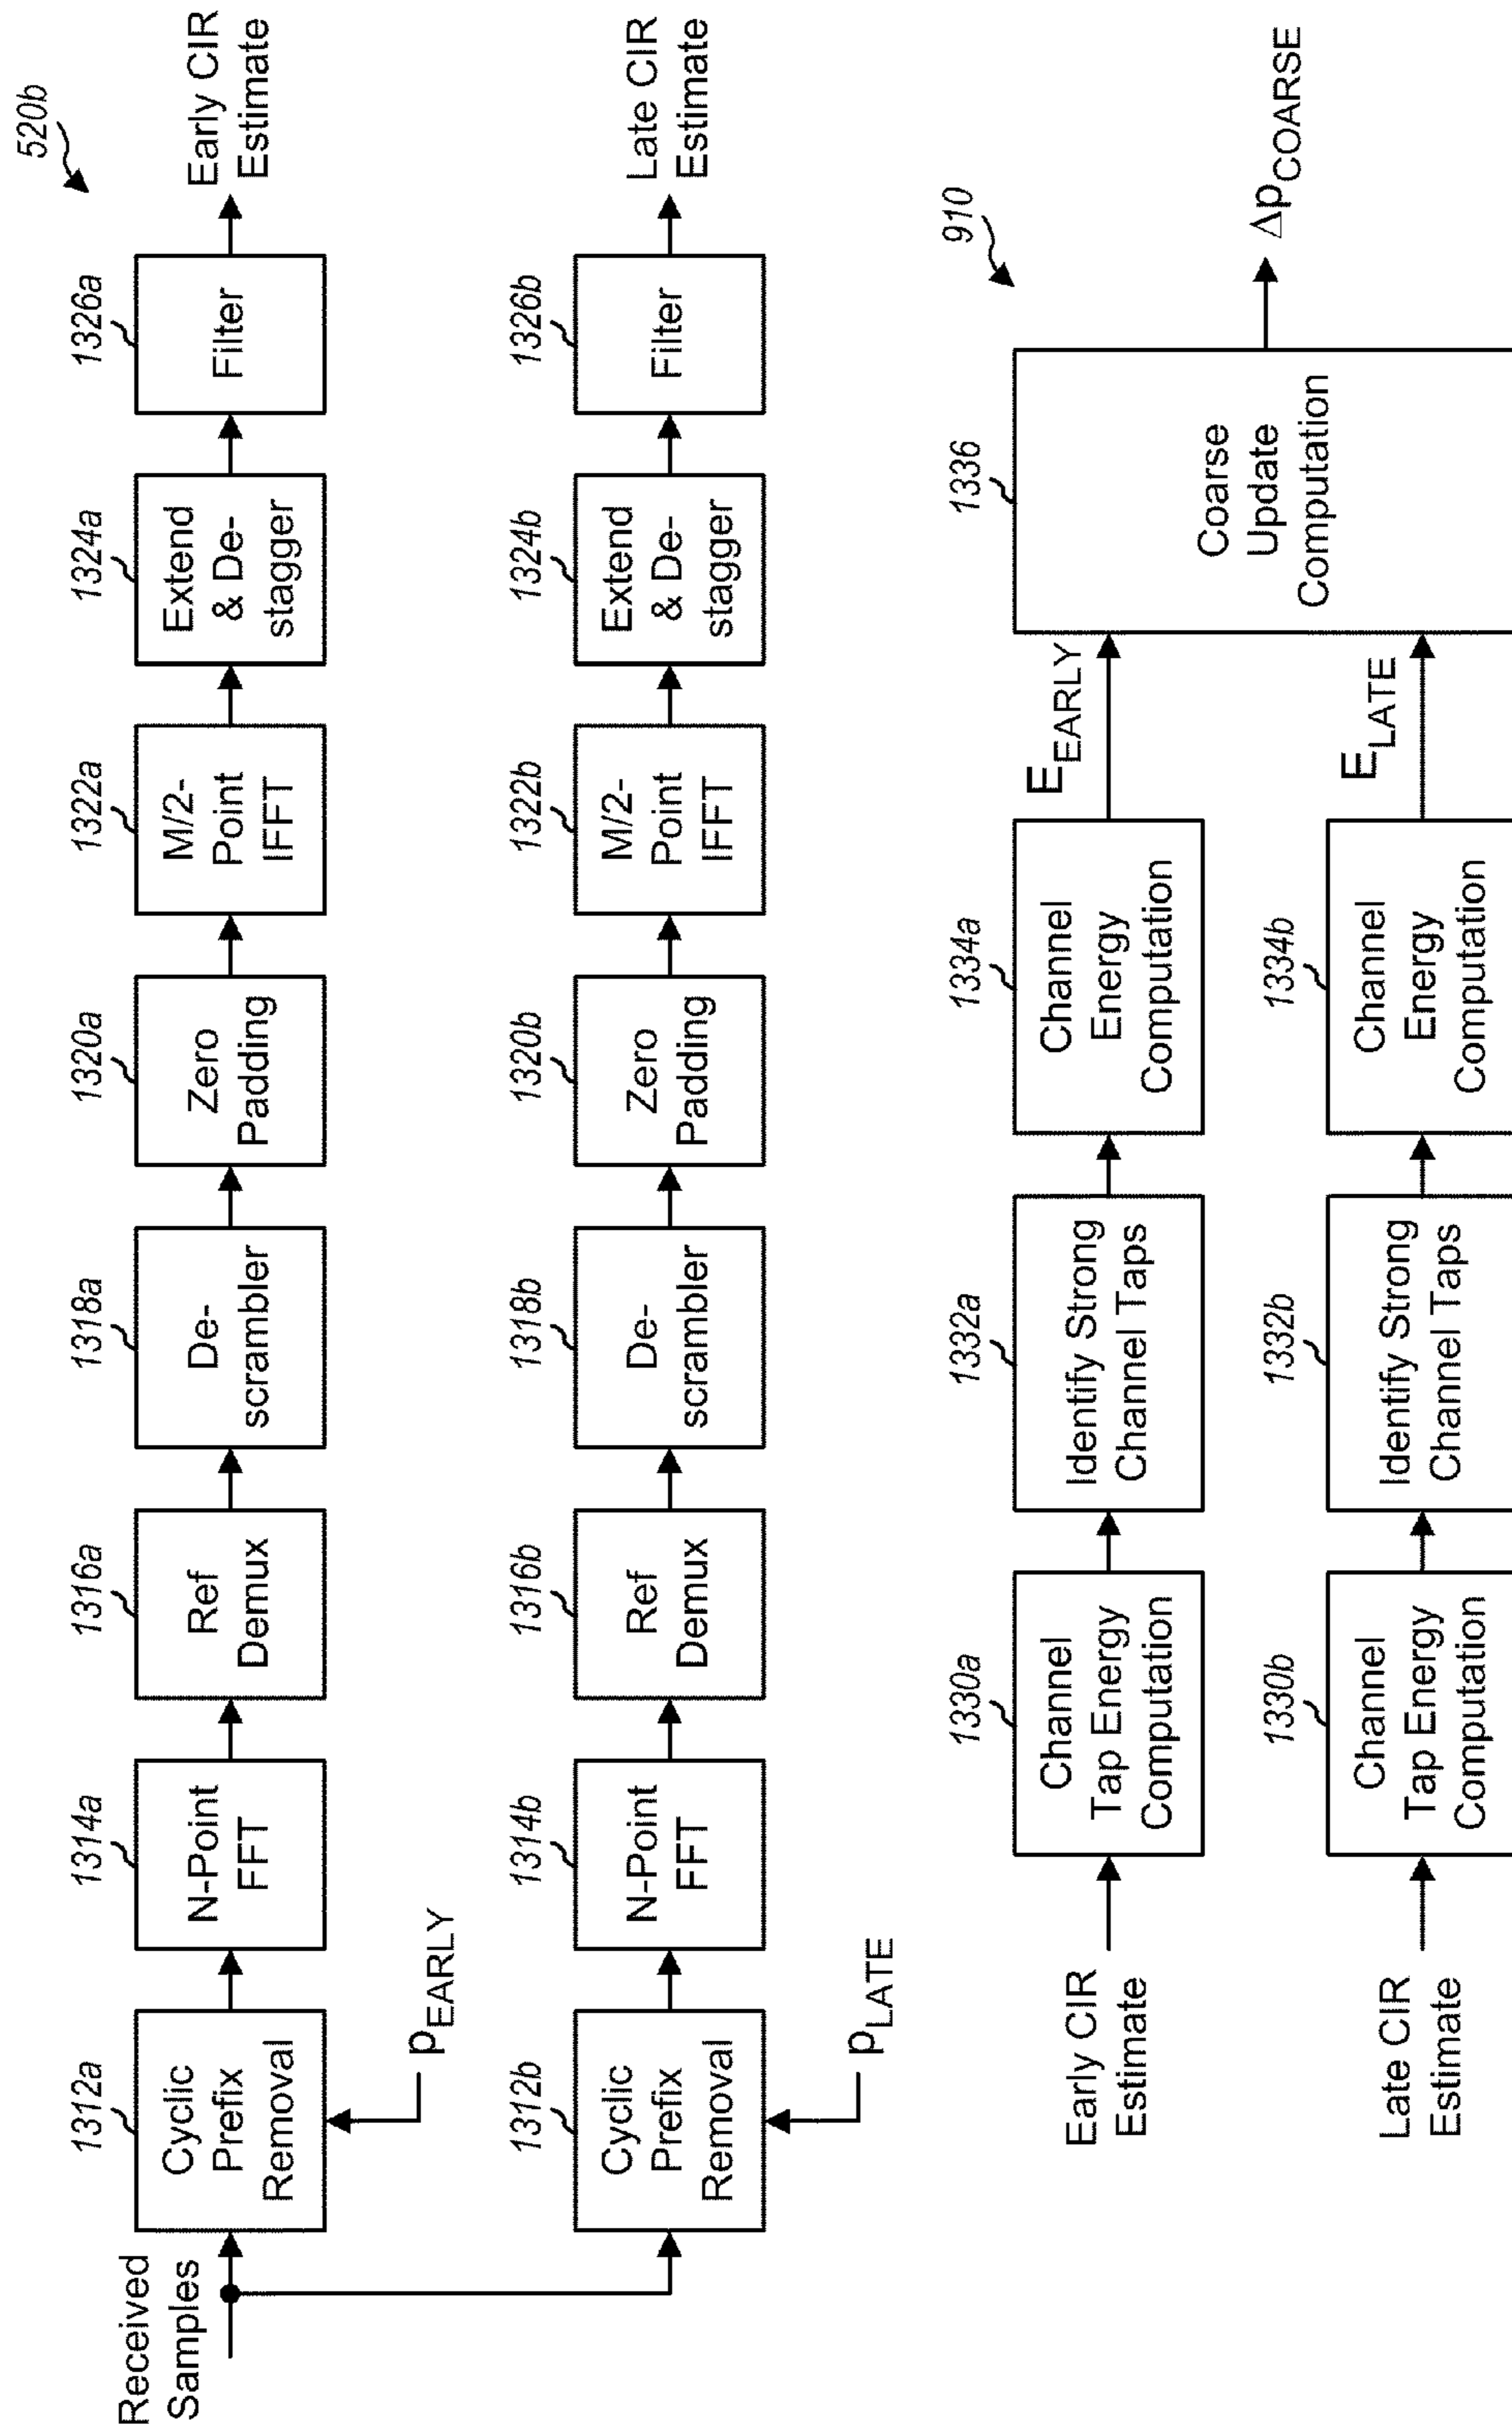 520b
Received
Samples
1312a
Cyclic
Prefix
Removal
pEARLY
1314a
N-Point
FFT
1316a
Ref
Demux
1318a
De-
scrambler
1320a
Zero
Padding
1322a
M/2-
Point
IFFT
1324a
Extend
& De-
stagger
1326a
Filter
Early CIR
Estimate
1312b
Cyclic
Prefix
Removal
pLATE
1314b
N-Point
FFT
1316b
Ref
Demux
1318b
De-
scrambler
1320b
Zero
Padding
1322b
M/2-
Point
IFFT
1324b
Extend
& De-
stagger
1326b
Filter
Late CIR
Estimate
910
Early CIR
Estimate
1330a
Channel
Tap Energy
Computation
1332a
Identify Strong
Channel Taps
1334a
Channel
Energy
Computation
EEARLY
Late CIR
Estimate
1330b
Channel
Tap Energy
Computation
1332b
Identify Strong
Channel Taps
1334b
Channel
Energy
Computation
ELATE
1336
Coarse
Update
Computation
ΔpCOARSE